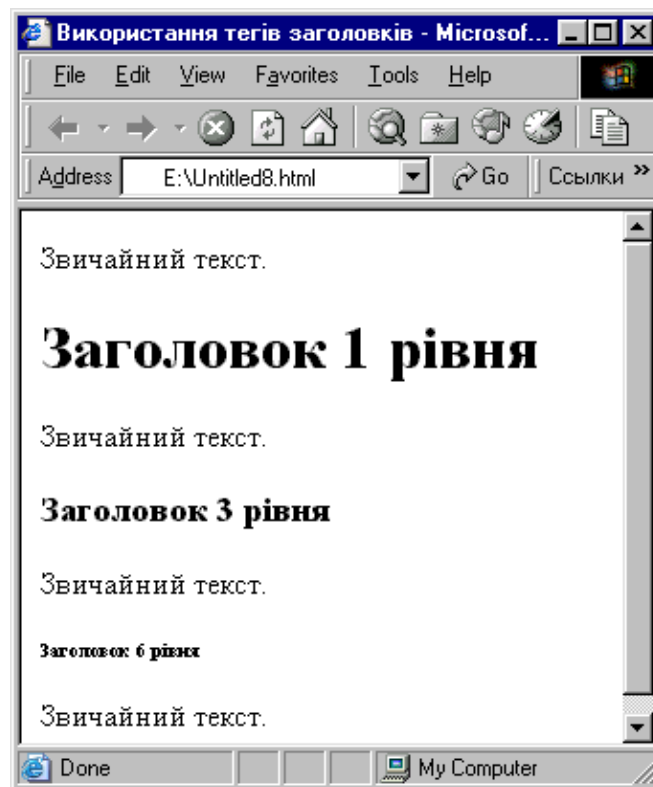 Використання тегів заголовків - Microsof...
File Edit View Favorites Tools Help
Address E:\Untitled8.html Go Ссылки »
Звичайний текст.
Заголовок 1 рівня
Звичайний текст.
Заголовок 3 рівня
Звичайний текст.
Заголовок 6 рівня
Звичайний текст.
Done My Computer